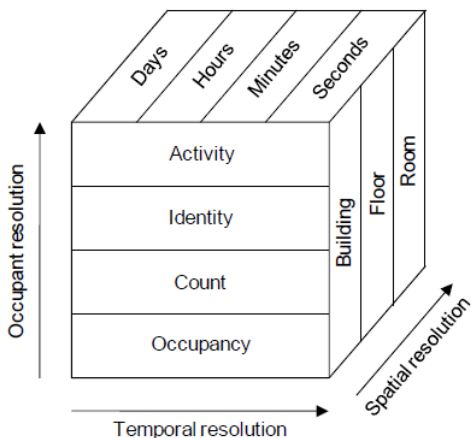 Days
Hours
Minutes
Seconds
Activity
Identity
Count
Occupancy
Building
Floor
Room
Occupant resolution
Temporal resolution
Spatial resolution